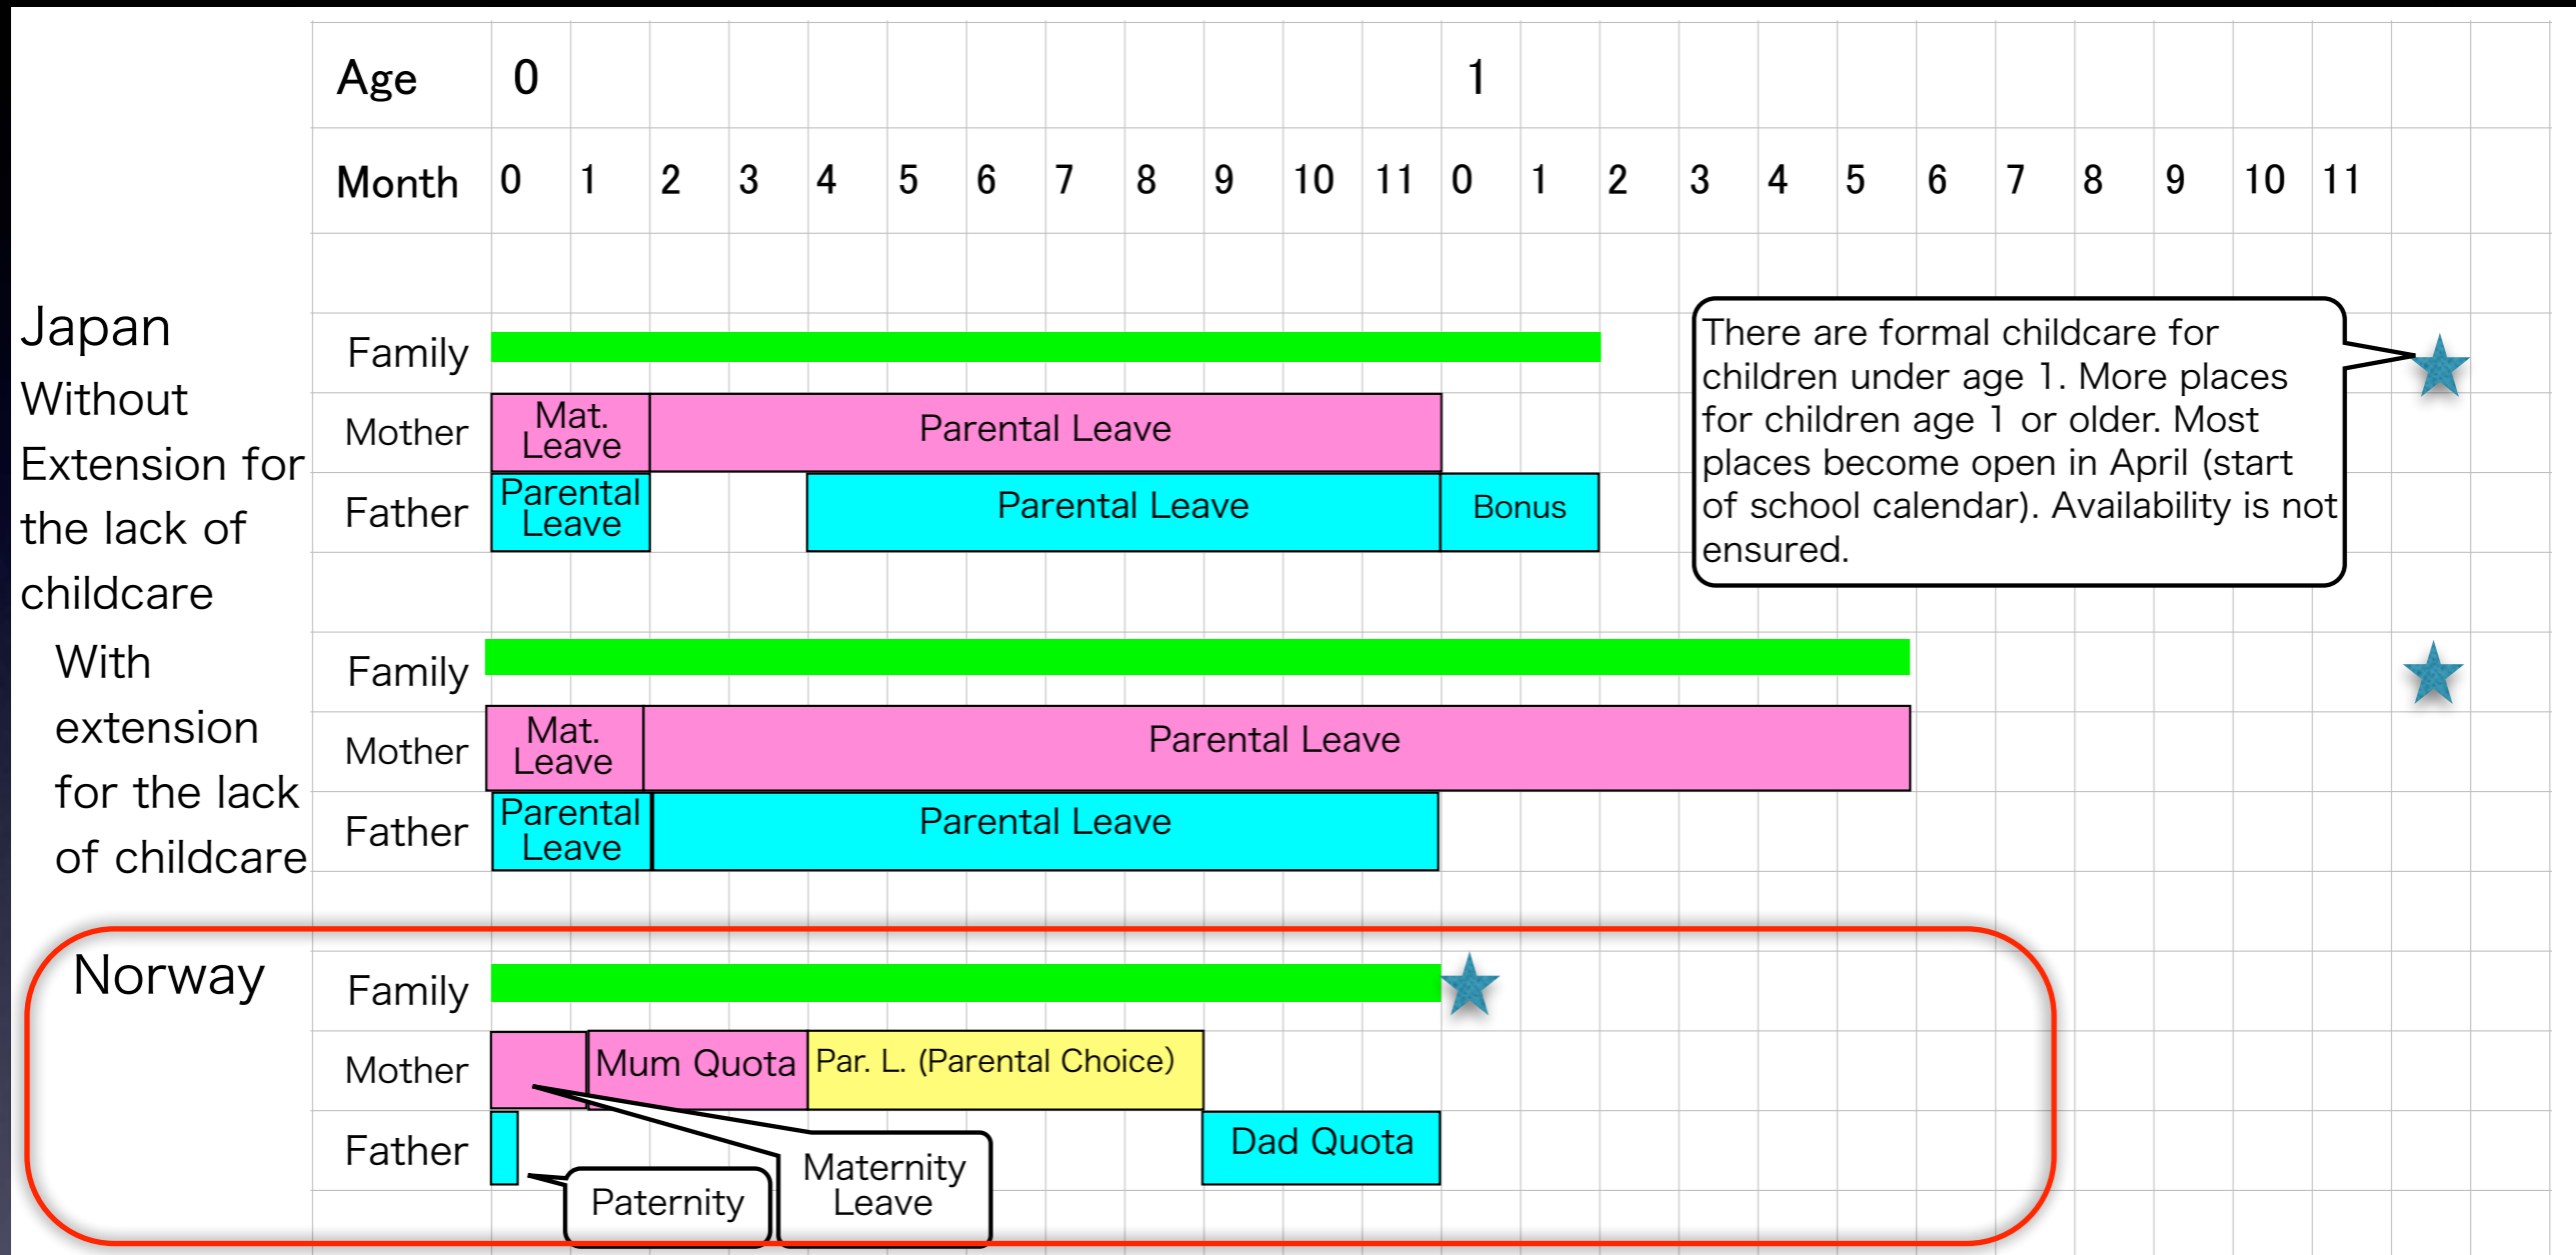 Age 0 1
Month 0 1 2 3 4 5 6 7 8 9 10 11 0 1 2 3 4 5 6 7 8 9 10 11
Japan
Without
Extension for
the lack of
childcare
Family
Mother
Mat.
Leave
Parental Leave
Father
Parental
Leave
Parental Leave
Bonus
There are formal childcare for
children under age 1. More places
for children age 1 or older. Most
places become open in April (start
of school calendar). Availability is not
ensured.
With
extension
for the lack
of childcare
Family
Mother
Mat.
Leave
Parental Leave
Father
Parental
Leave
Parental Leave
Norway
Family
Mother
Mum Quota
Par. L. (Parental Choice)
Father
Dad Quota
Paternity
Maternity
Leave